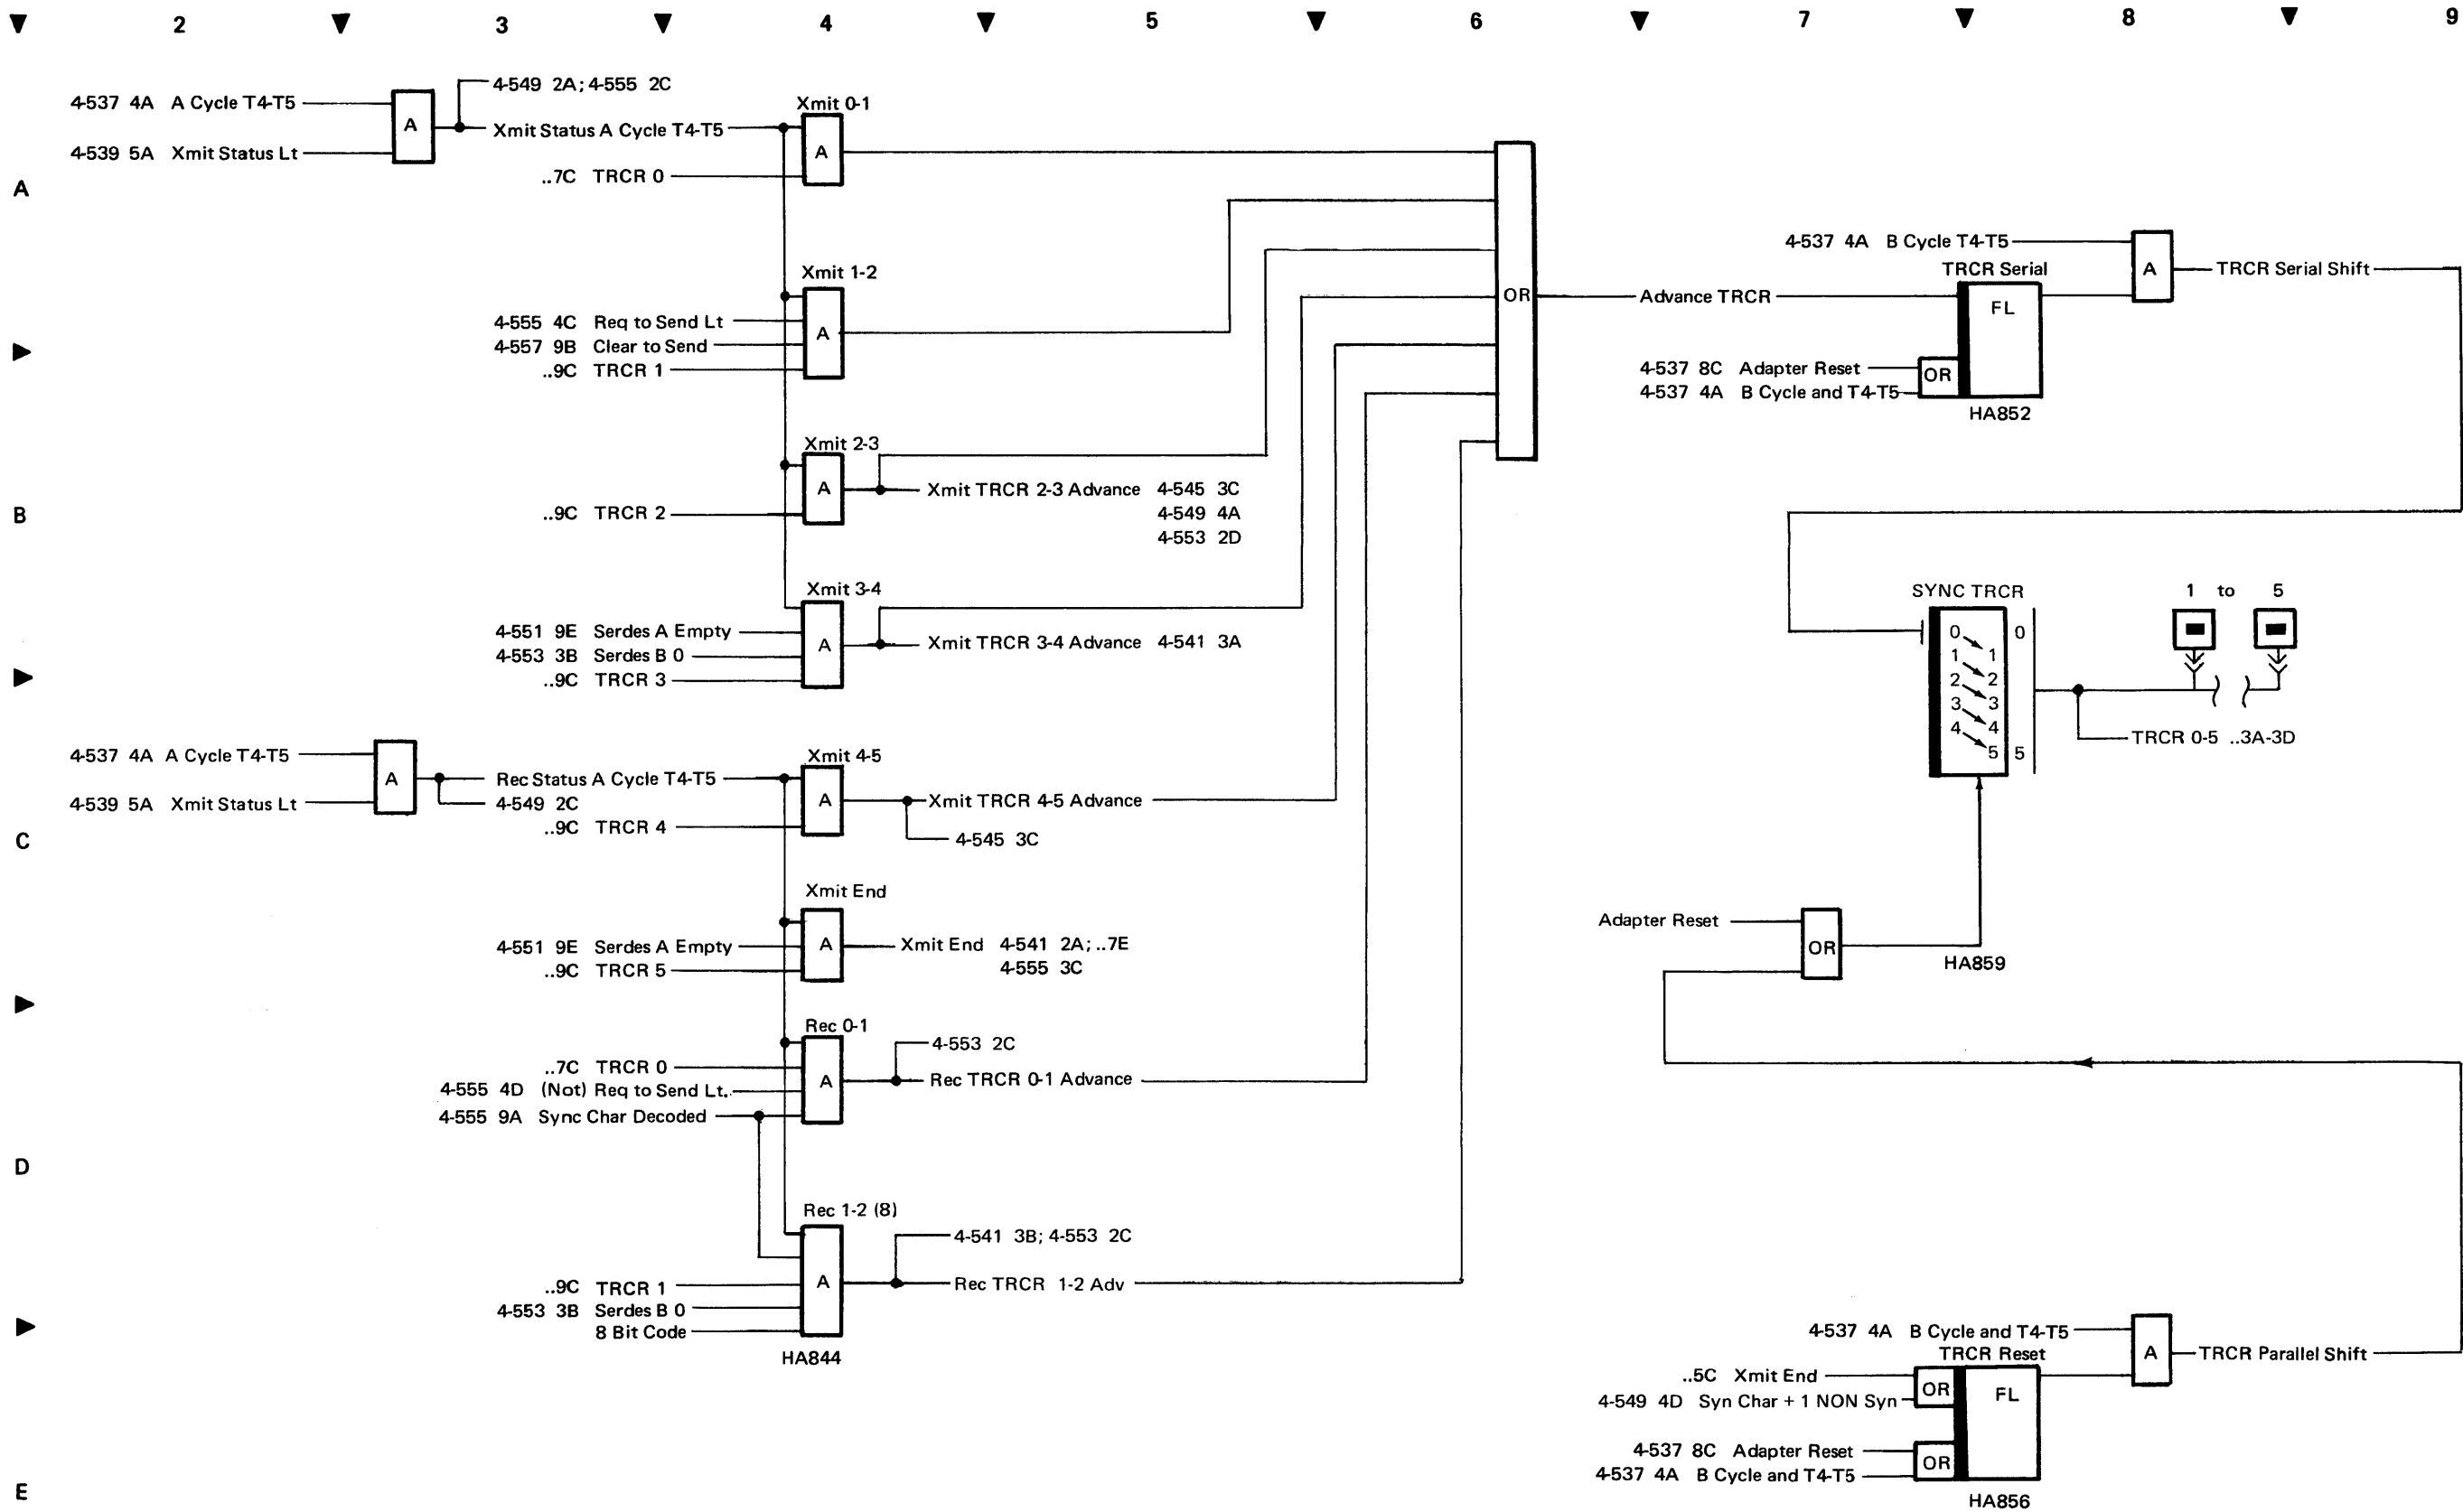 2 3 4 5 6 7 8 9
A
B
C
D
E
4-549 2A; 4-555 2C
4-537 4A A Cycle T4-T5
A
Xmit Status A Cycle T4-T5
4-539 5A Xmit Status Lt
Xmit 0-1
A
..7C TRCR 0
Xmit 1-2
4-555 4C Req to Send Lt
4-557 9B Clear to Send
..9C TRCR 1
A
Xmit 2-3
A
..9C TRCR 2
Xmit TRCR 2-3 Advance 4-545 3C
4-549 4A
4-553 2D
Xmit 3-4
4-551 9E Serdes A Empty
4-553 3B Serdes B 0
..9C TRCR 3
A
Xmit TRCR 3-4 Advance 4-541 3A
4-537 4A A Cycle T4-T5
A
4-539 5A Xmit Status Lt
Rec Status A Cycle T4-T5
4-549 2C
..9C TRCR 4
Xmit 4-5
A
Xmit TRCR 4-5 Advance
4-545 3C
Xmit End
4-551 9E Serdes A Empty
..9C TRCR 5
A
Xmit End 4-541 2A; ..7E
4-555 3C
Rec 0-1
..7C TRCR 0
4-555 4D (Not) Req to Send Lt.
4-555 9A Sync Char Decoded
A
4-553 2C
Rec TRCR 0-1 Advance
Rec 1-2 (8)
..9C TRCR 1
4-553 3B Serdes B 0
8 Bit Code
A
4-541 3B; 4-553 2C
Rec TRCR 1-2 Adv
HA844
OR
Advance TRCR
4-537 4A B Cycle T4-T5
TRCR Serial
FL
A
TRCR Serial Shift
4-537 8C Adapter Reset
4-537 4A B Cycle and T4-T5
OR
HA852
SYNC TRCR
0 0
1 1
2 2
3 3
4 4
5 5
1 to 5
TRCR 0-5 ..3A-3D
Adapter Reset
OR
HA859
4-537 4A B Cycle and T4-T5
TRCR Reset
A
TRCR Parallel Shift
..5C Xmit End
4-549 4D Syn Char + 1 NON Syn
OR
FL
4-537 8C Adapter Reset
4-537 4A B Cycle and T4-T5
OR
HA856